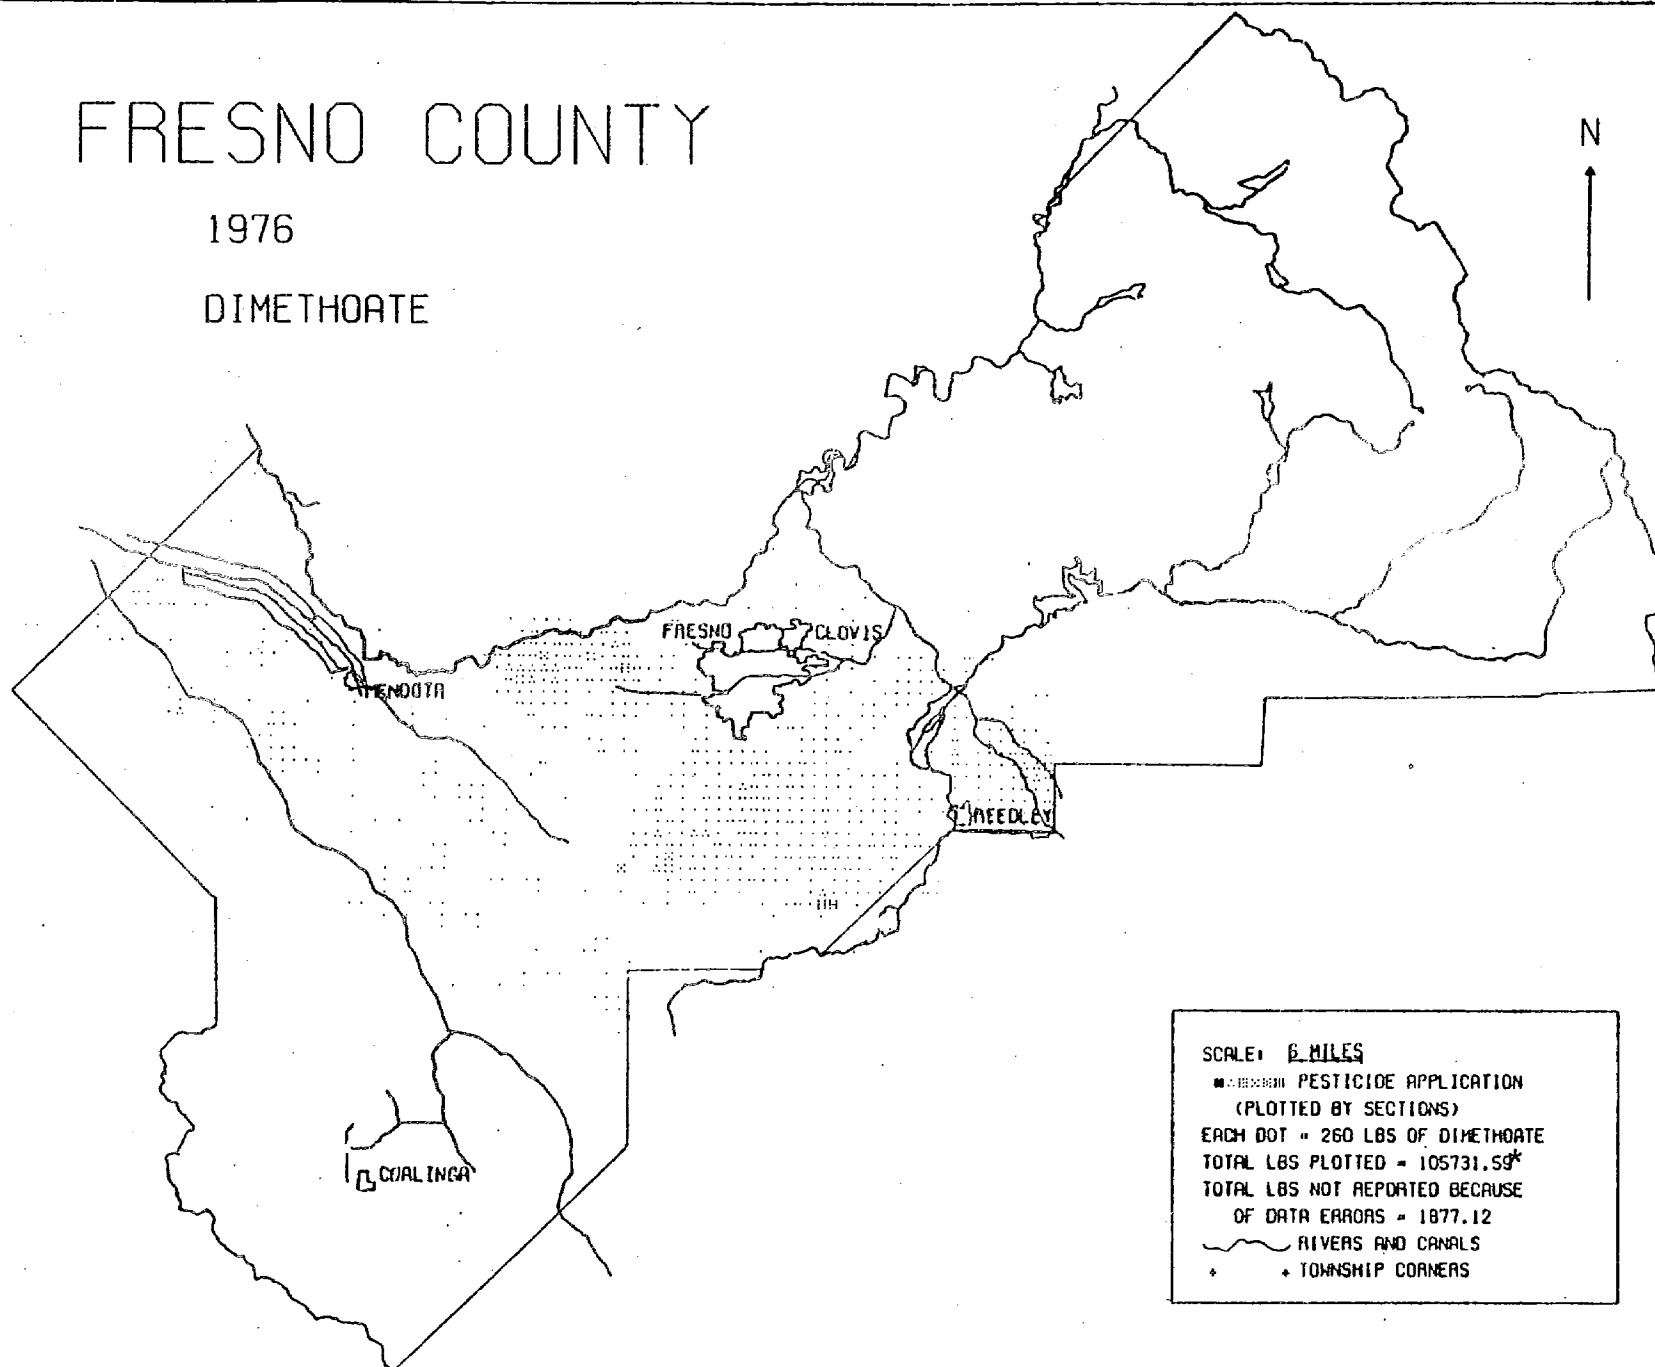 FRESNO COUNTY
1976
DIMETHOATE
N
FRESNO
CLOVIS
MENDOTA
REEDLEY
COALINGA
SCALE: 6 MILES
PESTICIDE APPLICATION
(PLOTTED BY SECTIONS)
EACH DOT = 260 LBS OF DIMETHOATE
TOTAL LBS PLOTTED = 105731.59*
TOTAL LBS NOT REPORTED BECAUSE
OF DATA ERRORS = 1877.12
RIVERS AND CANALS
+ + TOWNSHIP CORNERS